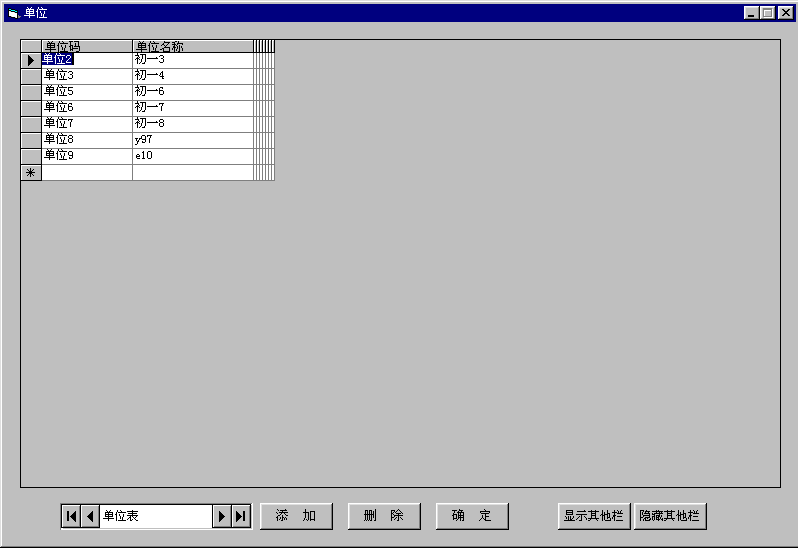 单位
单位码 单位名称
单位2 初一3
单位3 初一4
单位5 初一6
单位6 初一7
单位7 初一8
单位8 y97
单位9 e10
单位表 添 加 删 除 确 定 显示其他栏 隐藏其他栏